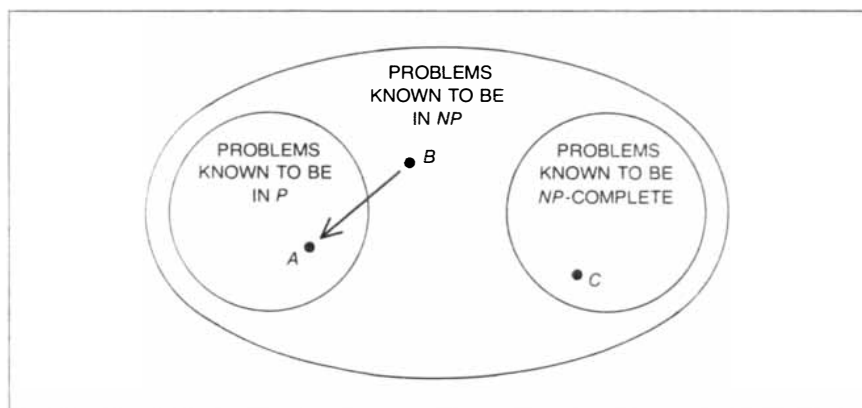 PROBLEMS
KNOWN TO BE
IN NP
PROBLEMS
KNOWN TO BE
IN P
B
A
PROBLEMS
KNOWN TO BE
NP-COMPLETE
C